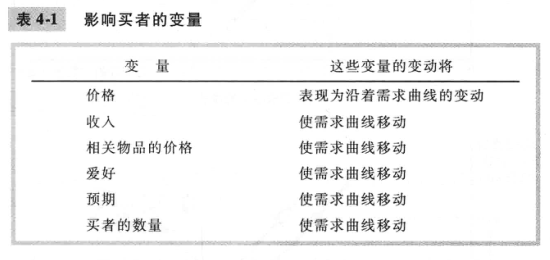 表 4-1 影响买者的变量
变 量 这些变量的变动将
价格 表现为沿着需求曲线的变动
收入 使需求曲线移动
相关物品的价格 使需求曲线移动
爱好 使需求曲线移动
预期 使需求曲线移动
买者的数量 使需求曲线移动